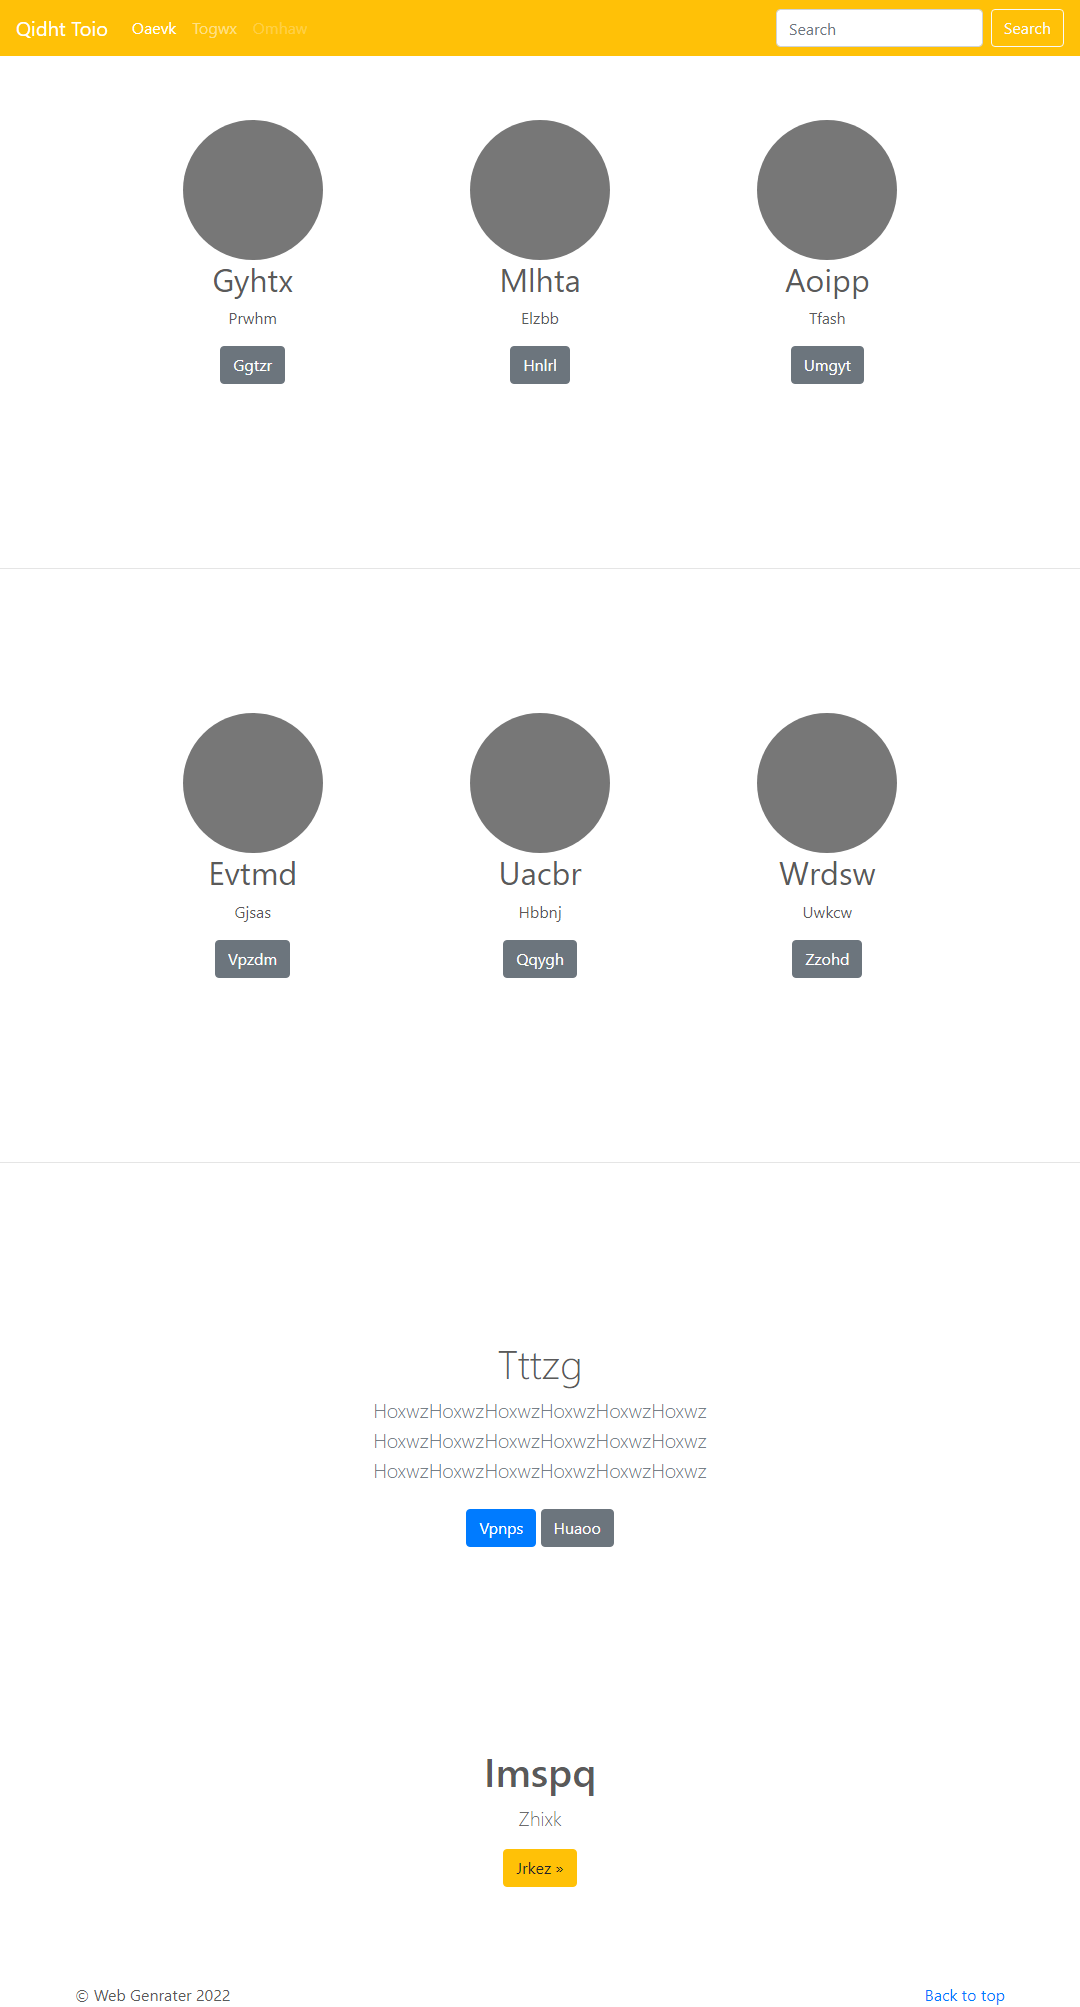 Qidht Toio Oaevk Togwx Omhaw Search Search
Gyhtx Mlhta Aoipp
Prwhm Elzbb Tfash
Ggtzr Hnlrl Umgyt
Evtmd Uacbr Wrdsw
Gjsas Hbbnj Uwkcw
Vpzdm Qqygh Zzohd
Tttzg
HoxwzHoxwzHoxwzHoxwzHoxwzHoxwz
HoxwzHoxwzHoxwzHoxwzHoxwzHoxwz
HoxwzHoxwzHoxwzHoxwzHoxwzHoxwz
Vpnps Huaoo
Imspq
Zhixk
Jrkez »
© Web Genrater 2022 Back to top